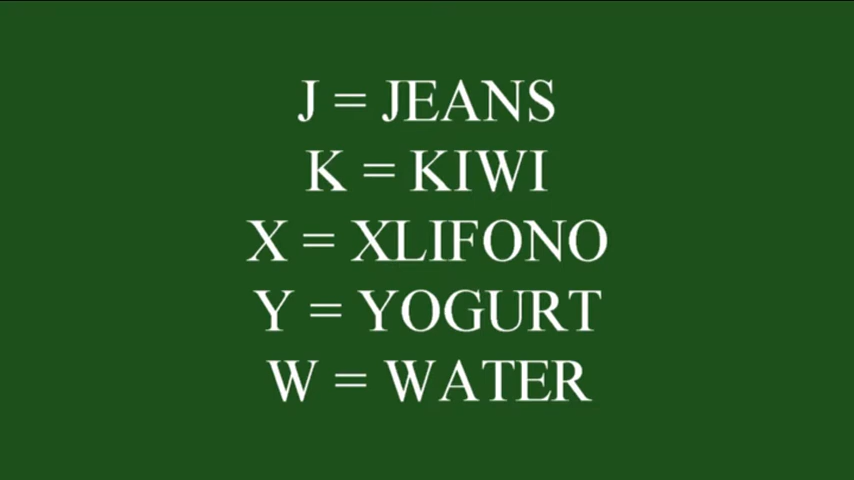 J = JEANS
K = KIWI
X = XLIFONO
Y = YOGURT
W = WATER